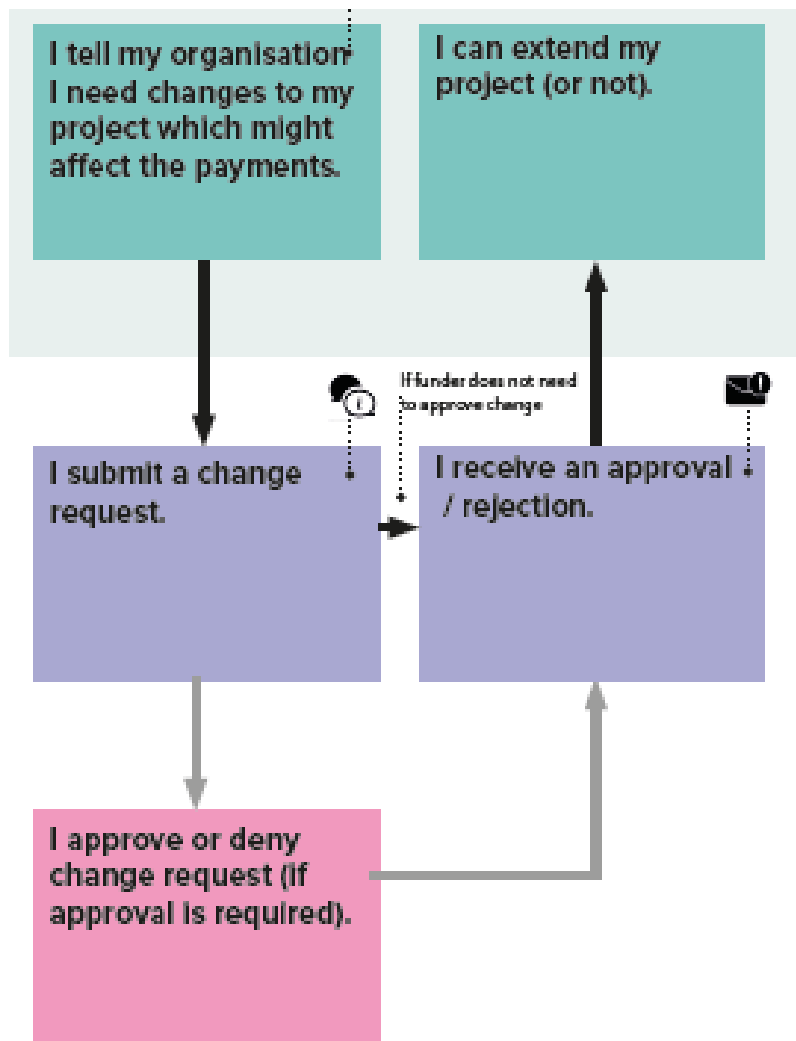 I tell my organisation
I need changes to my
project which might
affect the payments.
I can extend my
project (or not).
If funder does not need
to approve change
I submit a change
request.
I receive an approval
/ rejection.
I approve or deny
change request (if
approval is required).